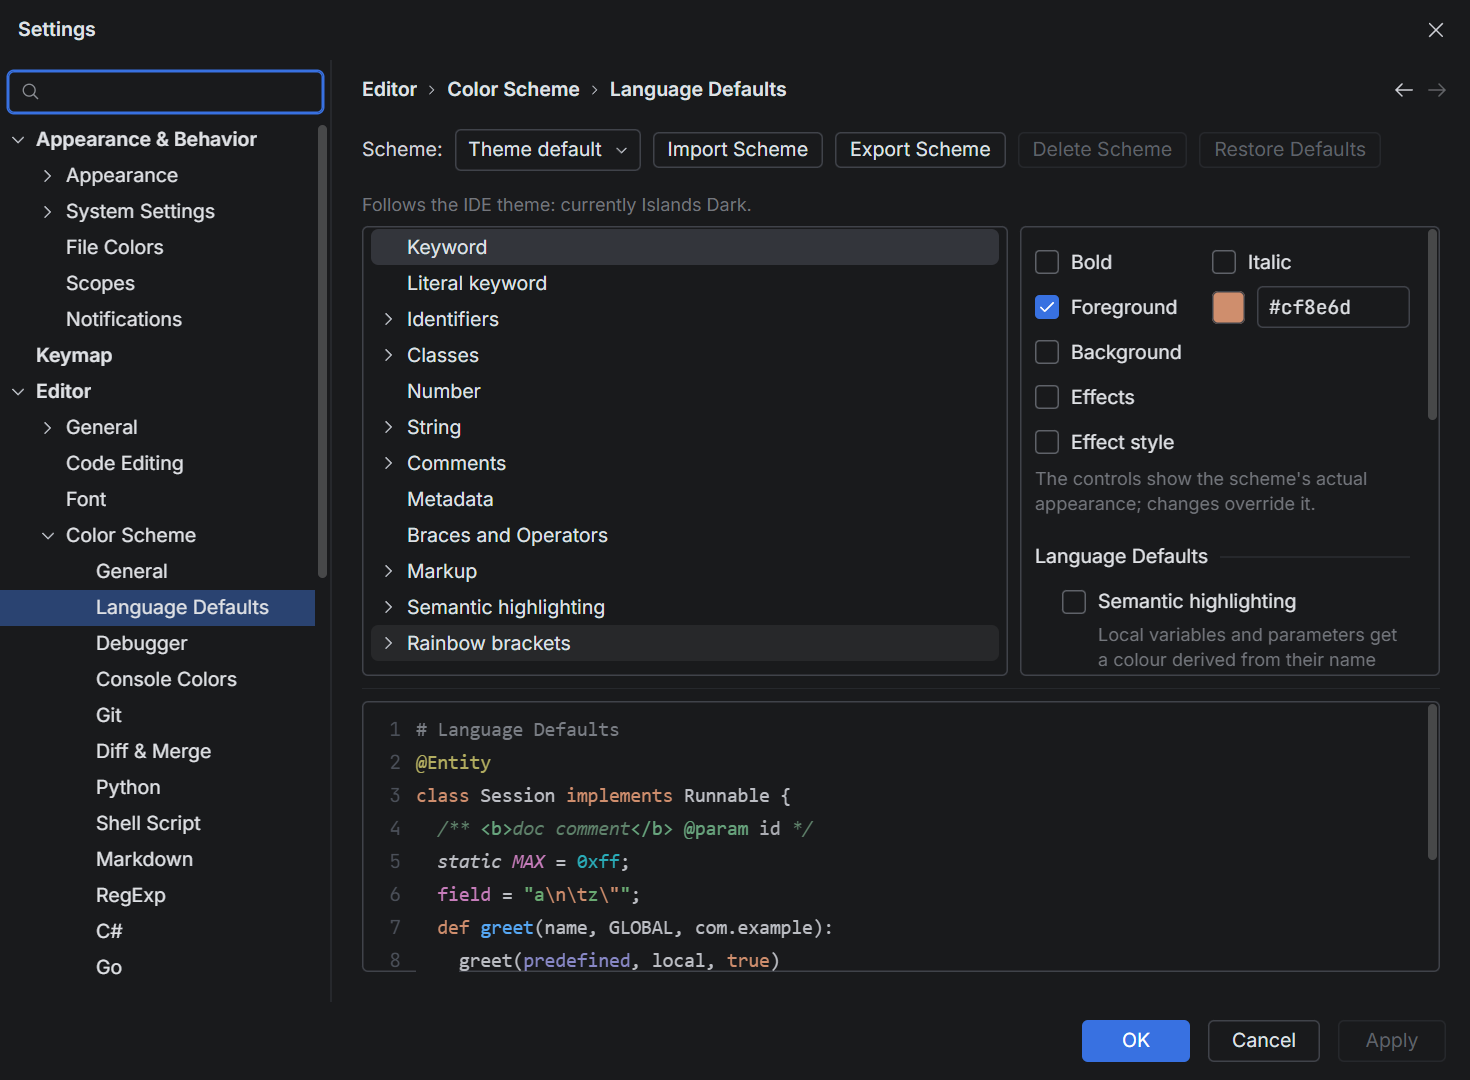 Settings
Appearance & Behavior
Appearance
System Settings
File Colors
Scopes
Notifications
Keymap
Editor
General
Code Editing
Font
Color Scheme
General
Language Defaults
Debugger
Console Colors
Git
Diff & Merge
Python
Shell Script
Markdown
RegExp
C#
Go
Editor › Color Scheme › Language Defaults
Scheme: Theme default Import Scheme Export Scheme Delete Scheme Restore Defaults
Follows the IDE theme: currently Islands Dark.
Keyword
Literal keyword
Identifiers
Classes
Number
String
Comments
Metadata
Braces and Operators
Markup
Semantic highlighting
Rainbow brackets
Bold Italic
Foreground #cf8e6d
Background
Effects
Effect style
The controls show the scheme's actual
appearance; changes override it.
Language Defaults
Semantic highlighting
Local variables and parameters get
a colour derived from their name
1 # Language Defaults
2 @Entity
3 class Session implements Runnable {
4 /** <b>doc comment</b> @param id */
5 static MAX = 0xff;
6 field = "a\n\tz\"";
7 def greet(name, GLOBAL, com.example):
8 greet(predefined, local, true)
OK Cancel Apply